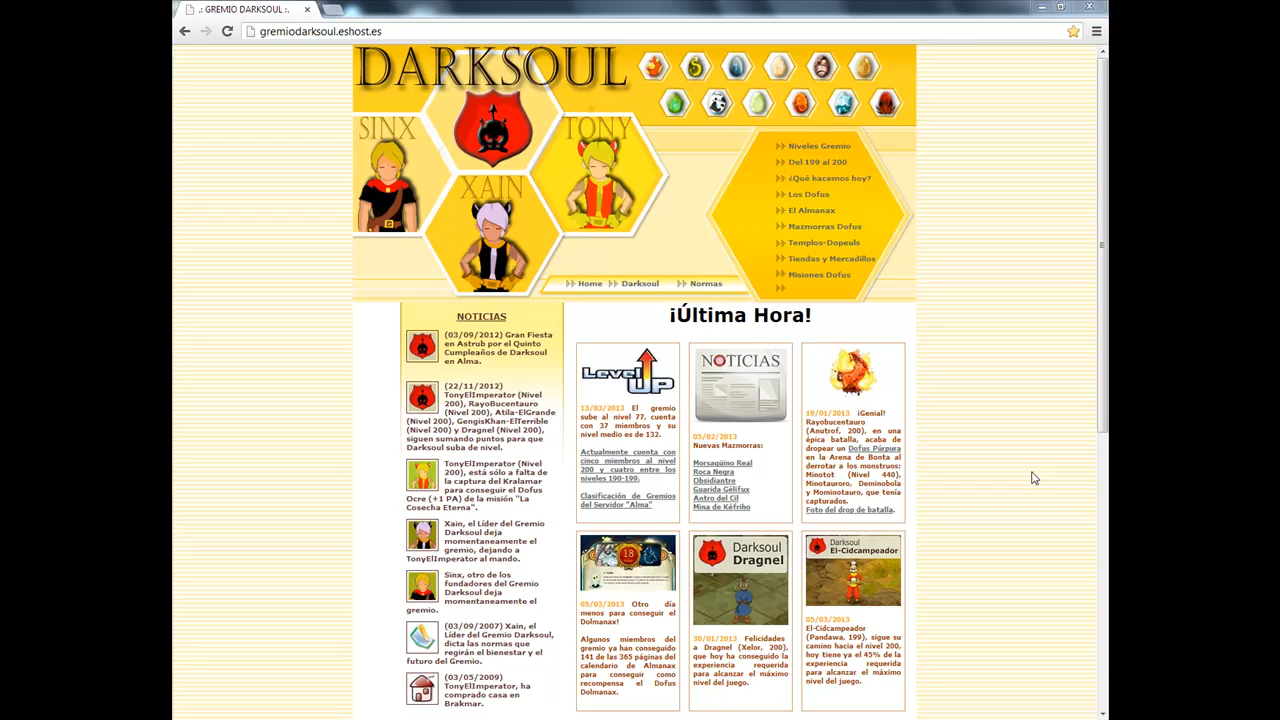 .: GREMIO DARKSOUL :.
gremiodarksoul.eshost.es
DARKSOUL
SINX
TONY
XAIN
Niveles Gremio
Del 199 al 200
¿Qué hacemos hoy?
Los Dofus
El Almanax
Mazmorras Dofus
Templos-Dopeuls
Tiendas y Mercadillos
Misiones Dofus
Home
Darksoul
Normas
NOTICIAS
(03/09/2012) Gran Fiesta
en Astrub por el Quinto
Cumpleaños de Darksoul
en Alma.
(22/11/2012)
TonyElImperator (Nivel
200), RayoBucentauro
(Nivel 200), Atila-ElGrande
(Nivel 200), GengisKhan-ElTerrible
(Nivel 200) y Dragnel (Nivel 200),
siguen sumando puntos para que
Darksoul suba de nivel.
TonyElImperator (Nivel
200), está sólo a falta de
la captura del Kralamar
para conseguir el Dofus
Ocre (+1 PA) de la misión "La
Cosecha Eterna".
Xain, el Líder del Gremio
Darksoul deja
momentaneamente el
gremio, dejando a
TonyElImperator al mando.
Sinx, otro de los
fundadores del Gremio
Darksoul deja
momentaneamente el
gremio.
(03/09/2007) Xain, el
Líder del Gremio Darksoul,
dicta las normas que
regirán el bienestar y el
futuro del Gremio.
(03/05/2009)
TonyElImperator, ha
comprado casa en
Brakmar.
¡Última Hora!
Level UP
13/03/2013 El gremio
sube al nivel 77, cuenta
con 37 miembros y su
nivel medio es de 132.
Actualmente cuenta con
cinco miembros al nivel
200 y cuatro entre los
niveles 190-199.
Clasificación de Gremios
del Servidor "Alma"
NOTICIAS
05/02/2013
Nuevas Mazmorras:
Morsagüino Real
Roca Negra
Obsidiantre
Guarida Gélifux
Antro del Cil
Mina de Kéfriho
19/01/2013 ¡Genial!
Rayobucentauro
(Anutrof, 200), en una
épica batalla, acaba de
dropear un Dofus Púrpura
en la Arena de Bonta al
derrotar a los monstruos:
Minotot (Nivel 440),
Minotauroro, Deminobola
y Mominotauro, que tenía
capturados.
Foto del drop de batalla.
18
05/03/2013 Otro día
menos para conseguir el
Dolmanax!
Algunos miembros del
gremio ya han conseguido
141 de las 365 páginas del
calendario de Almanax
para conseguir como
recompensa el Dofus
Dolmanax.
Darksoul
Dragnel
30/01/2013 Felicidades
a Dragnel (Xelor, 200),
que hoy ha conseguido la
experiencia requerida
para alcanzar el máximo
nivel del juego.
Darksoul
El-Cidcampeador
05/03/2013
El-Cidcampeador
(Pandawa, 199), sigue su
camino hacia el nivel 200,
hoy tiene ya el 45% de la
experiencia requerida
para alcanzar el máximo
nivel del juego.